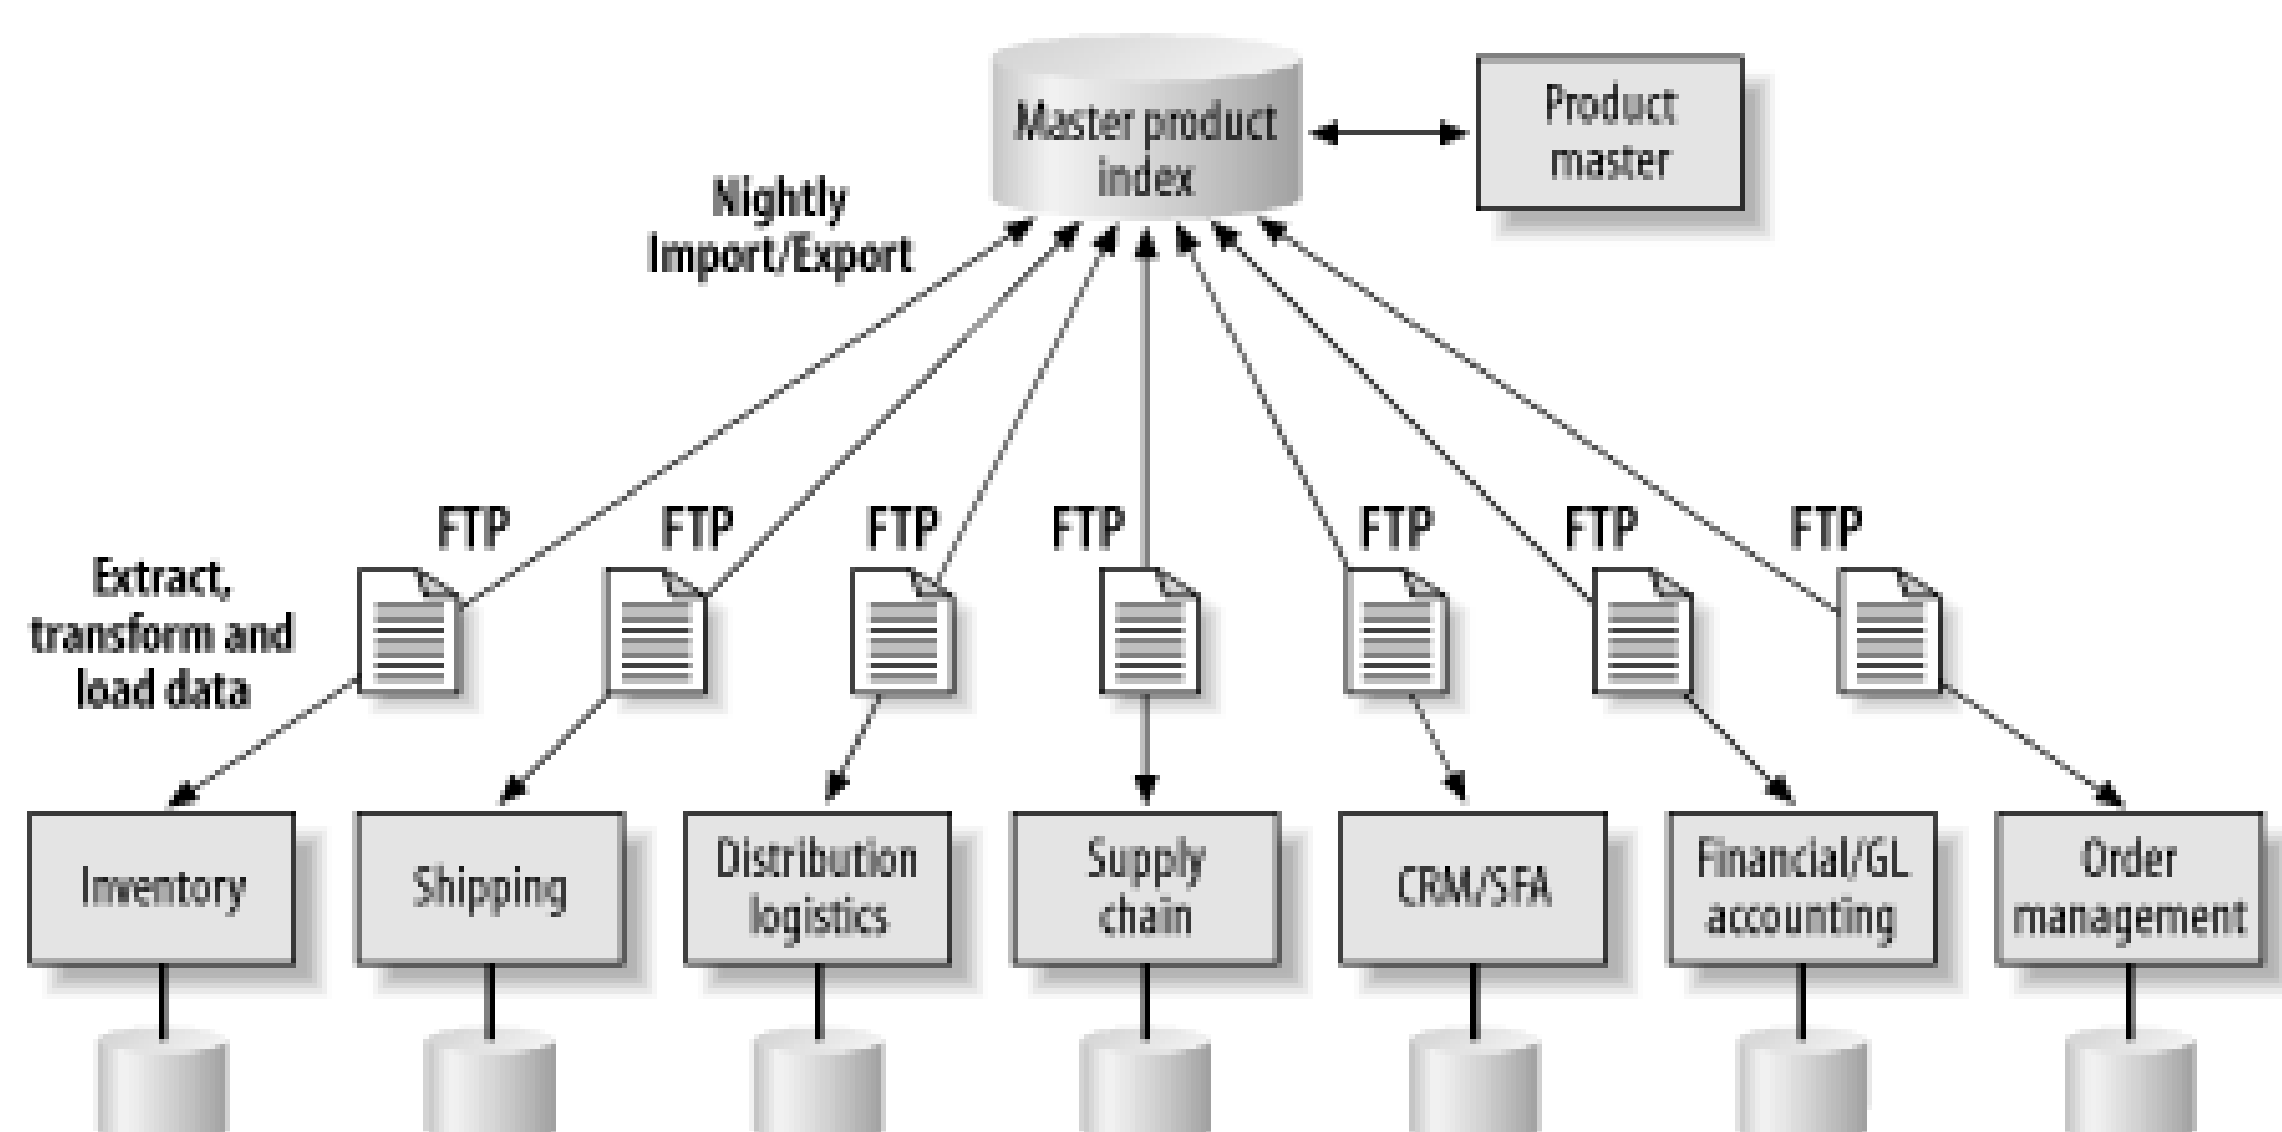 Master product
index
Product
master
Nightly
Import/Export
FTP
FTP
FTP
FTP
FTP
FTP
FTP
Extract,
transform and
load data
Inventory
Shipping
Distribution
logistics
Supply
chain
CRM/SFA
Financial/GL
accounting
Order
management